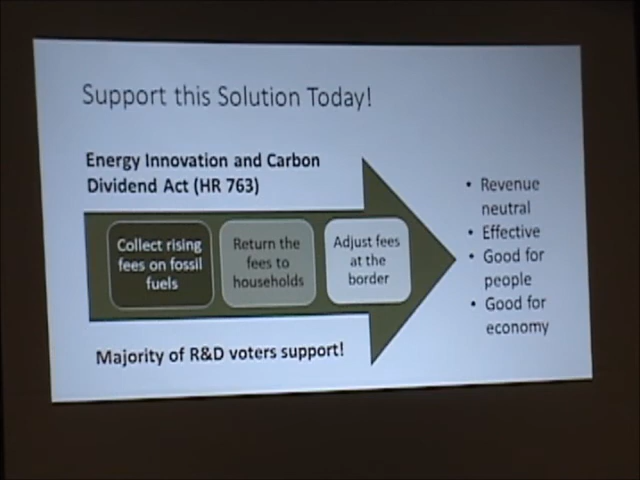 Support this Solution Today!
Energy Innovation and Carbon
Dividend Act (HR 763)
Collect rising
fees on fossil
fuels
Return the
fees to
households
Adjust fees
at the
border
Majority of R&D voters support!
• Revenue
neutral
• Effective
• Good for
people
• Good for
economy